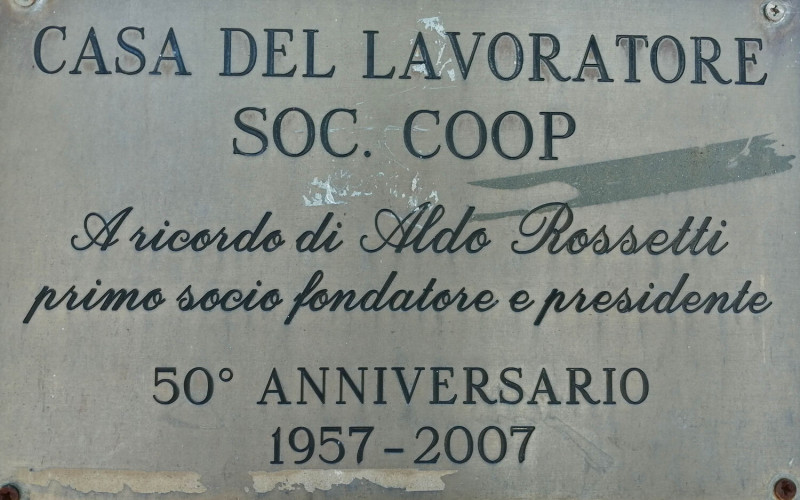 CASA DEL LAVORATORE
SOC. COOP
A ricordo di Aldo Rossetti
primo socio fondatore e presidente
50° ANNIVERSARIO
1957-2007